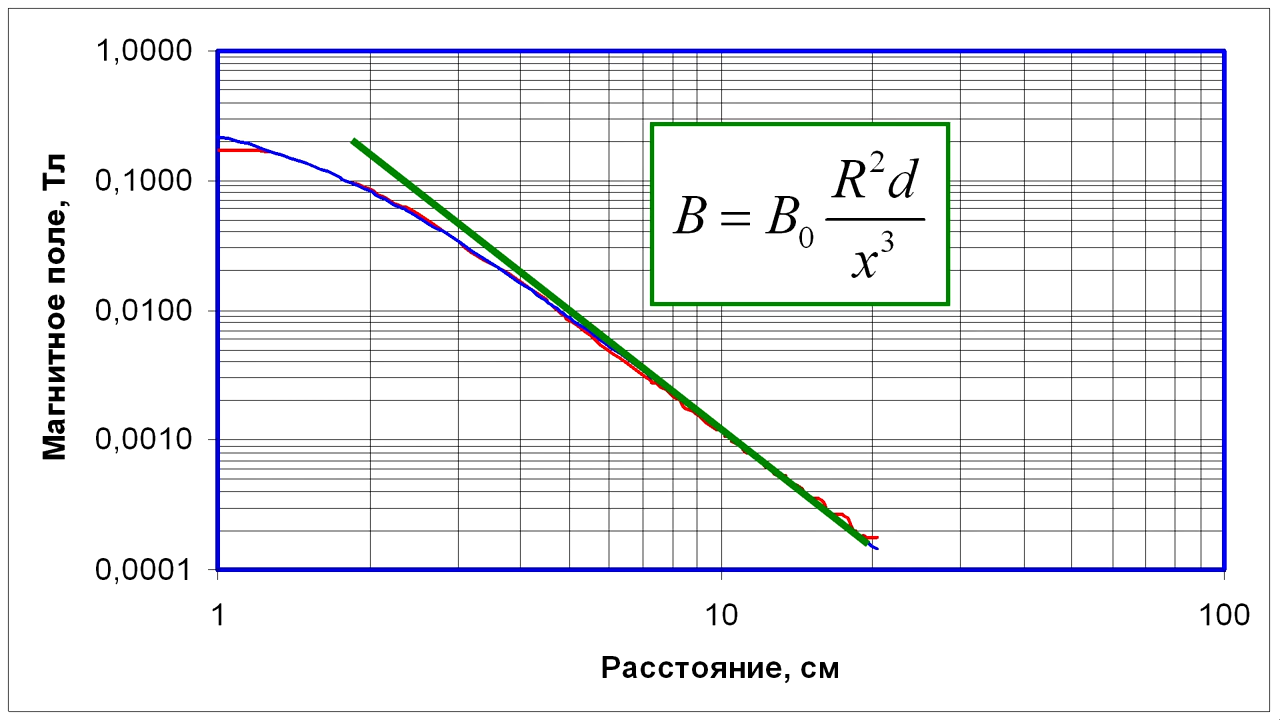 1,0000
0,1000
0,0100
0,0010
0,0001
Магнитное поле, Тл
B = B₀ R²d / x³
1 10 100
Расстояние, см